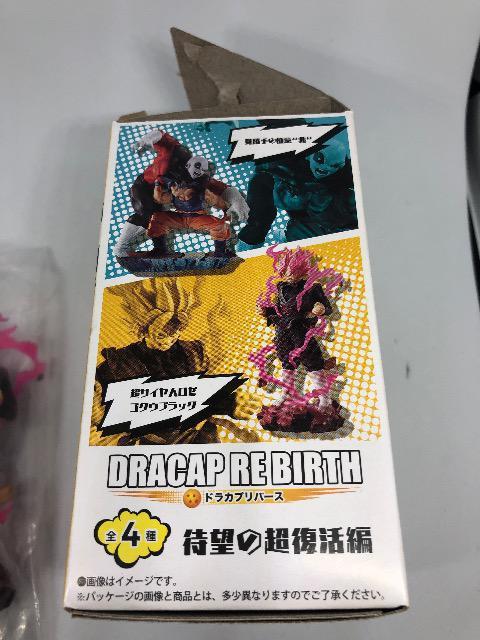 超サイヤ人ロゼ
ゴクウブラック
DRACAP RE BIRTH
ドラカプリバース
全4種
待望の超復活編
●画像はイメージです。
※パッケージの画像と商品とは、多少異なりますのでご了承ください。